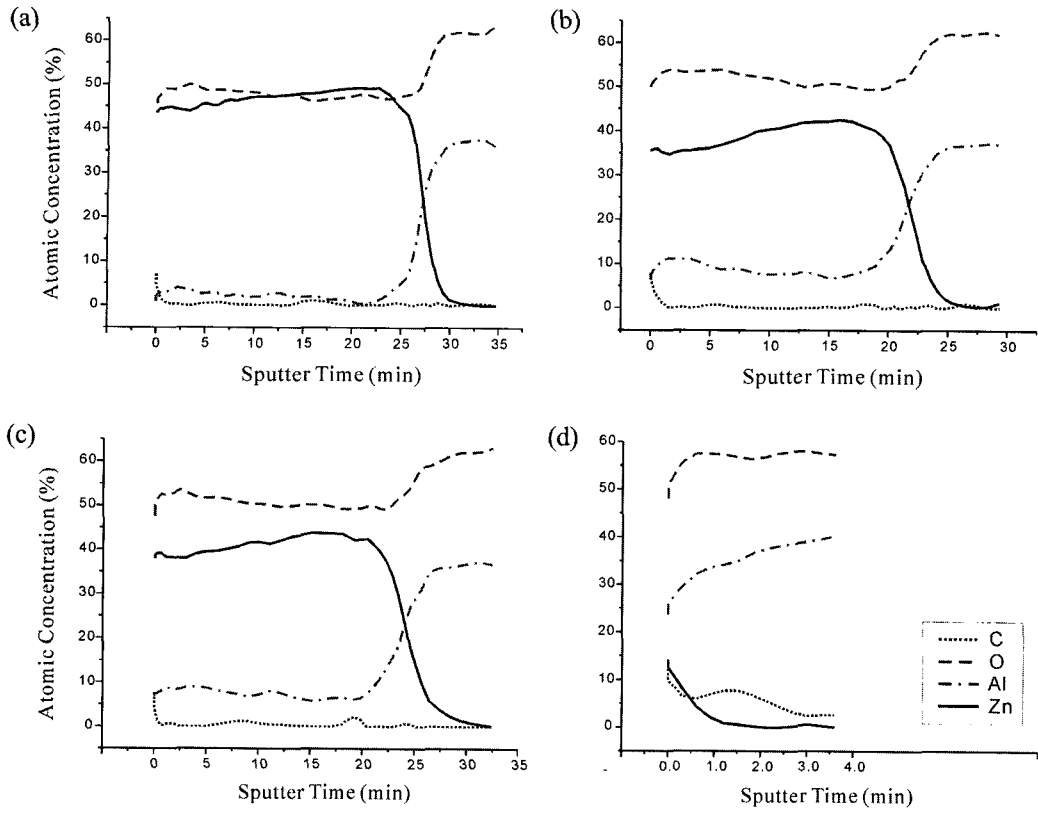 (a)
60
50
40
30
20
10
0
Atomic Concentration (%)
0 5 10 15 20 25 30 35
Sputter Time (min)
(b)
60
50
40
30
20
10
0
0 5 10 15 20 25 30
Sputter Time (min)
(c)
60
50
40
30
20
10
0
Atomic Concentration (%)
0 5 10 15 20 25 30 35
Sputter Time (min)
(d)
60
50
40
30
20
10
0
C
O
Al
Zn
0.0 1.0 2.0 3.0 4.0
Sputter Time (min)